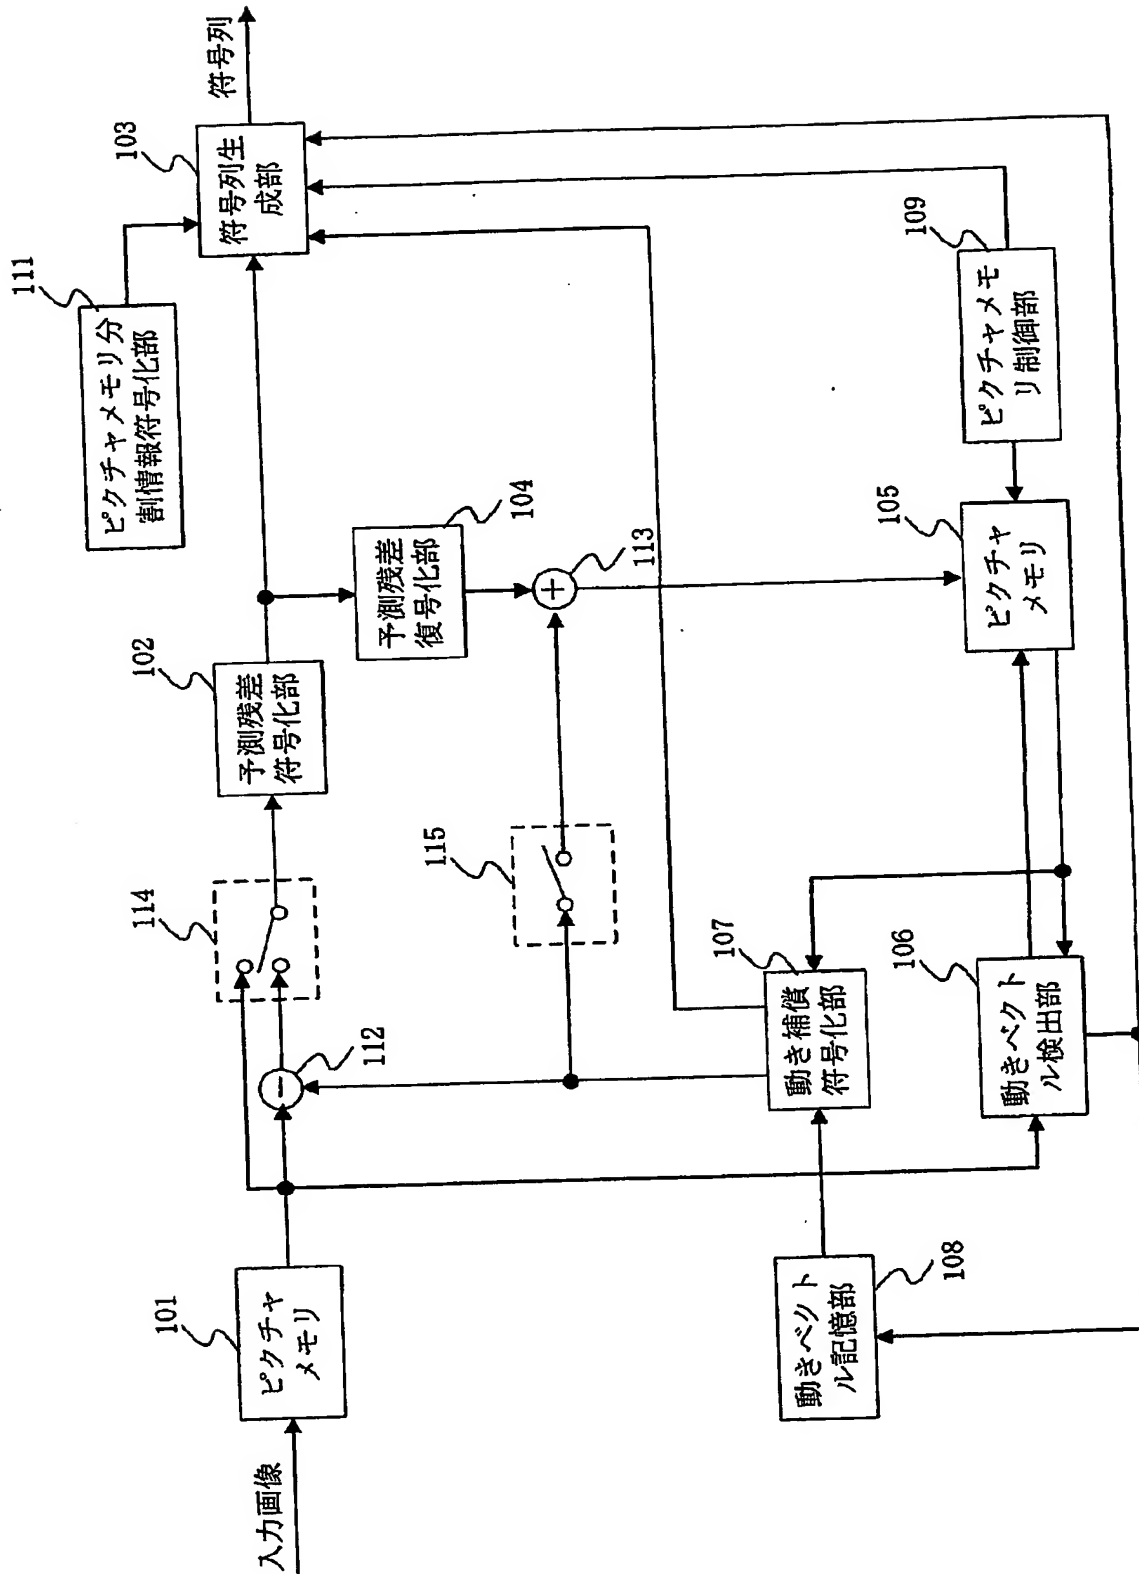 入力画像
101
ピクチャ
メモリ
112
114
102
予測残差
符号化部
111
ピクチャメモリ分
割情報符号化部
103
符号列生
成部
符号列
104
予測残差
復号化部
113
115
105
ピクチャ
メモリ
109
ピクチャメモ
リ制御部
107
動き補償
符号化部
106
動きベクト
ル検出部
108
動きベクト
ル記憶部
－
＋